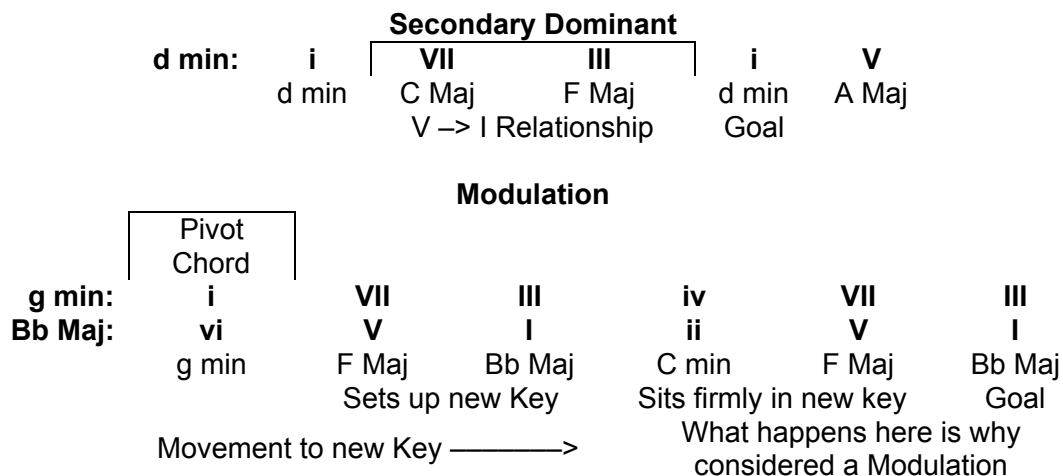 Secondary Dominant
d min: i VII III i V
d min C Maj F Maj d min A Maj
V –> I Relationship Goal
Modulation
Pivot
Chord
g min: i VII III iv VII III
Bb Maj: vi V I ii V I
g min F Maj Bb Maj C min F Maj Bb Maj
Sets up new Key Sits firmly in new key Goal
Movement to new Key ––––––––> What happens here is why
considered a Modulation